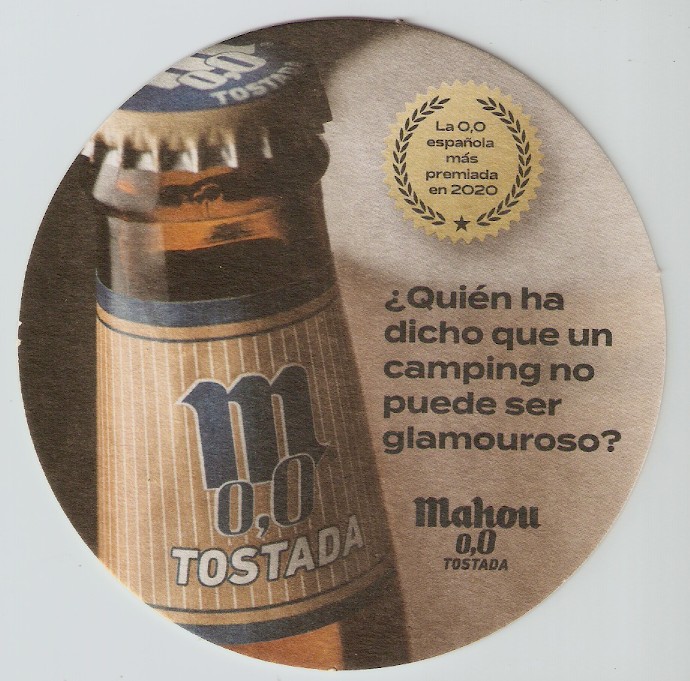 0,0
TOSTADA
La 0,0
española
más
premiada
en 2020
¿Quién ha
dicho que un
camping no
puede ser
glamouroso?
m
0,0
TOSTADA
Mahou
0,0
TOSTADA